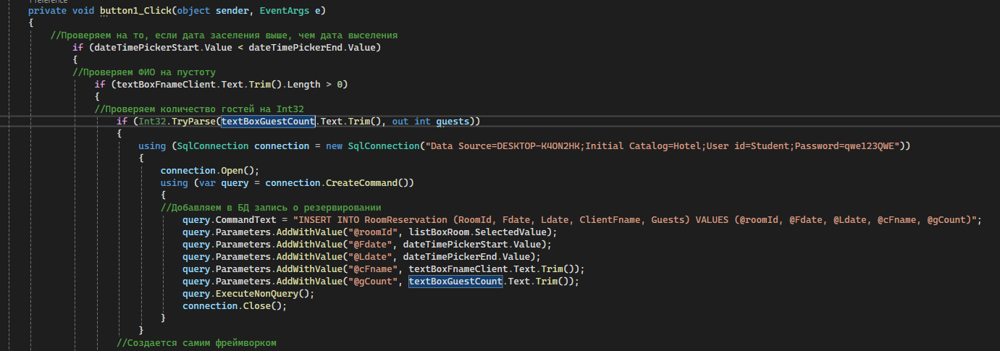 1 reference
private void button1_Click(object sender, EventArgs e)
{
//Проверяем на то, если дата заселения выше, чем дата выселения
if (dateTimePickerStart.Value < dateTimePickerEnd.Value)
{
//Проверяем ФИО на пустоту
if (textBoxFnameClient.Text.Trim().Length > 0)
{
//Проверяем количество гостей на Int32
if (Int32.TryParse(textBoxGuestCount.Text.Trim(), out int guests))
{
using (SqlConnection connection = new SqlConnection("Data Source=DESKTOP-K4ON2HK;Initial Catalog=Hotel;User id=Student;Password=qwe123QWE"))
{
connection.Open();
using (var query = connection.CreateCommand())
{
//Добавляем в БД запись о резервировании
query.CommandText = "INSERT INTO RoomReservation (RoomId, Fdate, Ldate, ClientFname, Guests) VALUES (@roomId, @Fdate, @Ldate, @cFname, @gCount)";
query.Parameters.AddWithValue("@roomId", listBoxRoom.SelectedValue);
query.Parameters.AddWithValue("@Fdate", dateTimePickerStart.Value);
query.Parameters.AddWithValue("@Ldate", dateTimePickerEnd.Value);
query.Parameters.AddWithValue("@cFname", textBoxFnameClient.Text.Trim());
query.Parameters.AddWithValue("@gCount", textBoxGuestCount.Text.Trim());
query.ExecuteNonQuery();
connection.Close();
}
}
//Создается самим фреймворком